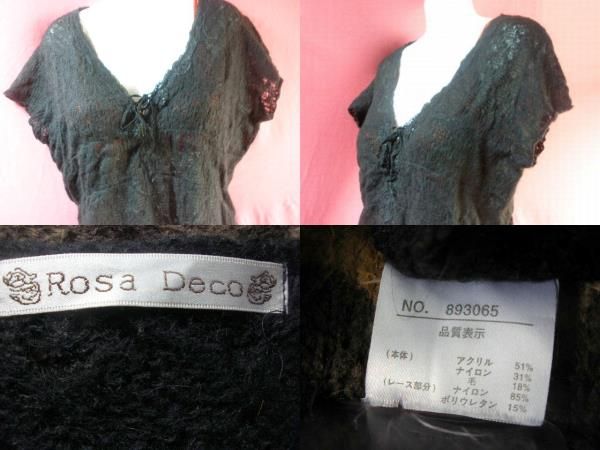 Rosa Deco
NO. 893065
品質表示
(本体) アクリル 51%
ナイロン 31%
毛 18%
(レース部分) ナイロン 85%
ポリウレタン 15%